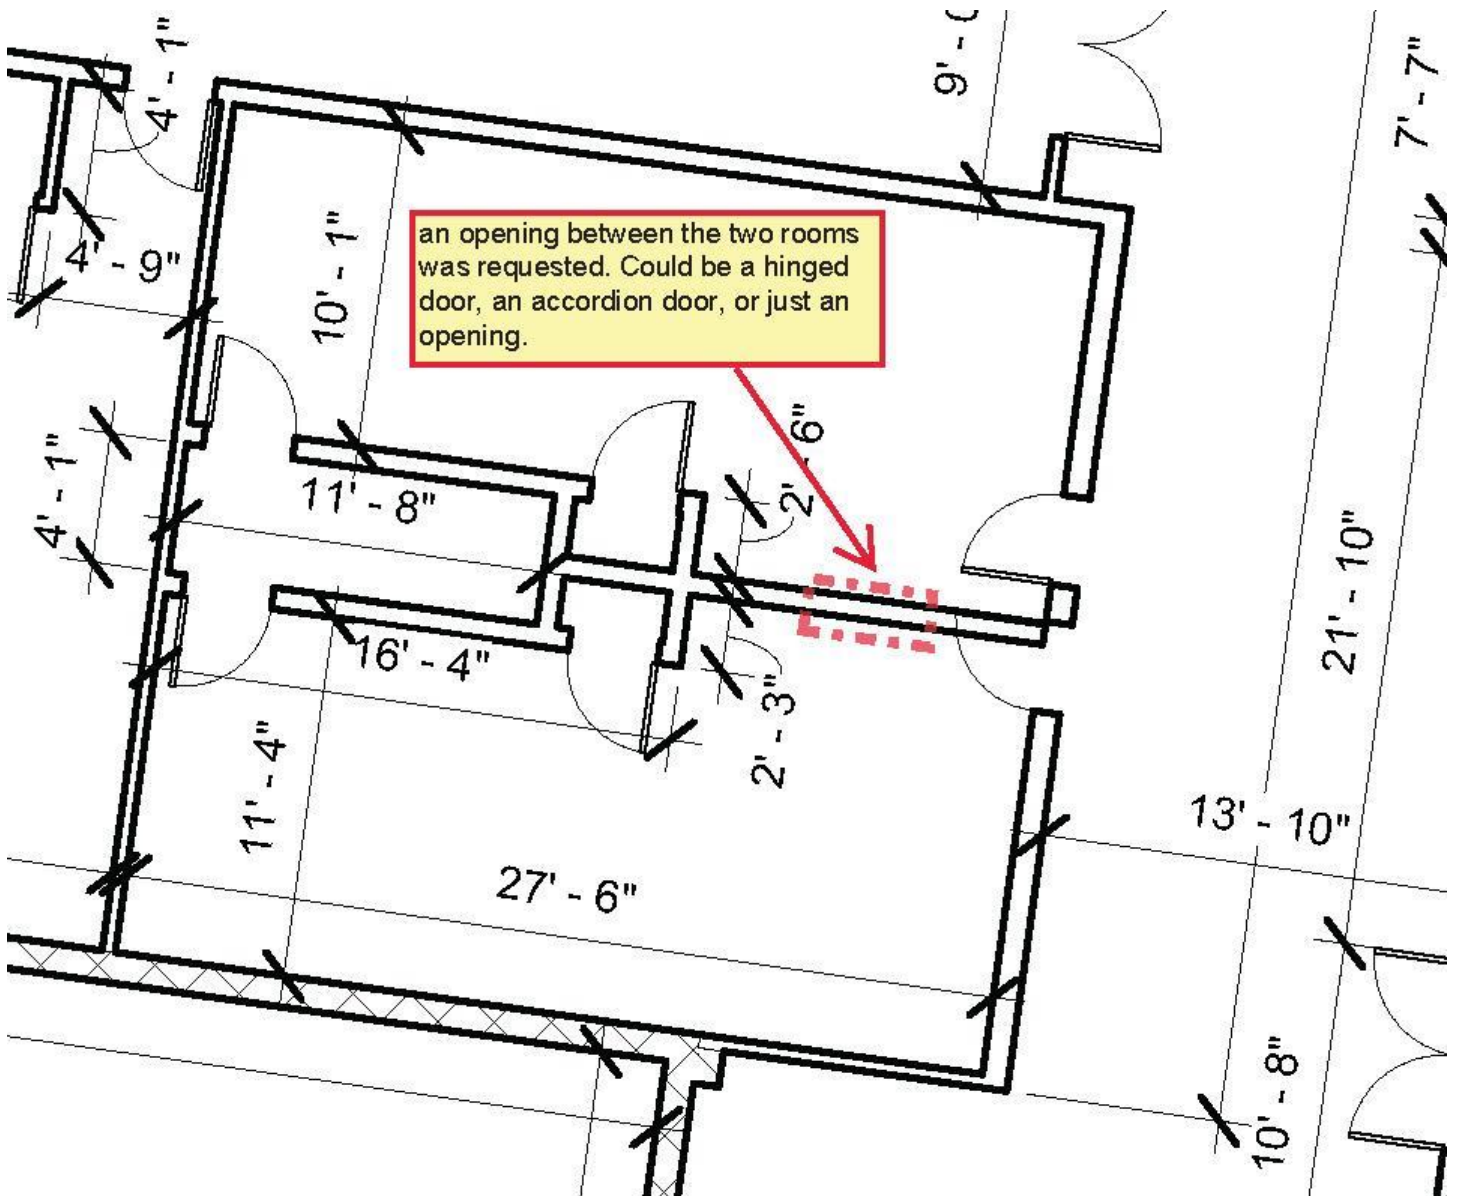 4' - 1"
9' - 0
7' - 7"
an opening between the two rooms
was requested. Could be a hinged
door, an accordion door, or just an
opening.
4' - 9"
10' - 1"
2' - 6"
4' - 1"
11' - 8"
21' - 10"
16' - 4"
2' - 3"
11' - 4"
13' - 10"
27' - 6"
10' - 8"